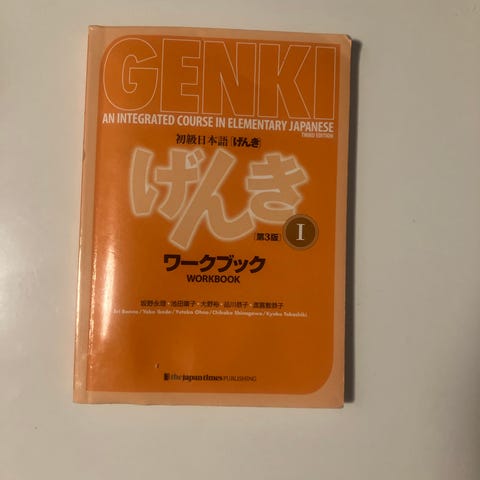 GENKI
AN INTEGRATED COURSE IN ELEMENTARY JAPANESE
THIRD EDITION
初級日本語[げんき]
げんき
[第3版]
I
ワークブック
WORKBOOK
坂野永理・池田庸子・大野裕・品川恭子・渡嘉敷恭子
Eri Banno/Yoko Ikeda/Yutaka Ohno/Chikako Shinagawa/Kyoko Tokashiki
the japan times PUBLISHING